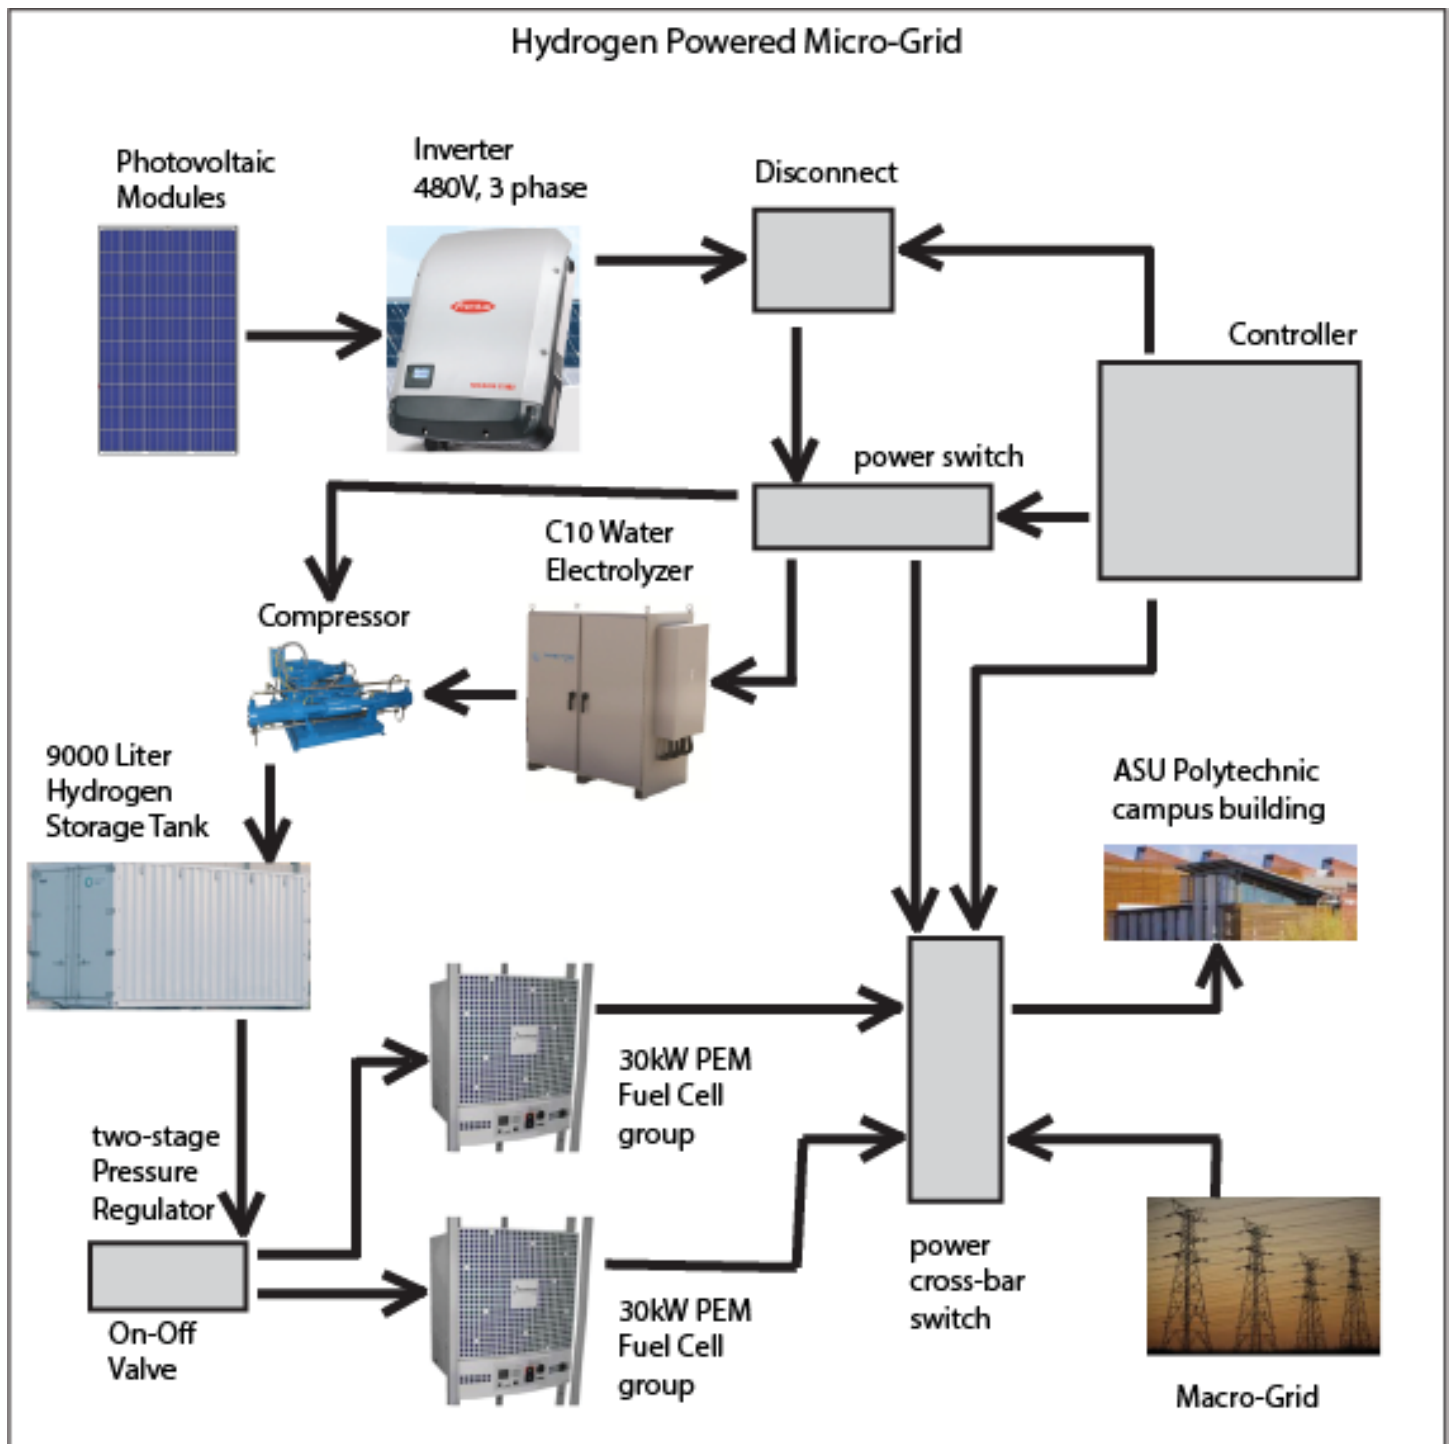 Hydrogen Powered Micro-Grid
Photovoltaic
Modules
Inverter
480V, 3 phase
Disconnect
Controller
power switch
C10 Water
Electrolyzer
Compressor
9000 Liter
Hydrogen
Storage Tank
ASU Polytechnic
campus building
30kW PEM
Fuel Cell
group
two-stage
Pressure
Regulator
On-Off
Valve
30kW PEM
Fuel Cell
group
power
cross-bar
switch
Macro-Grid